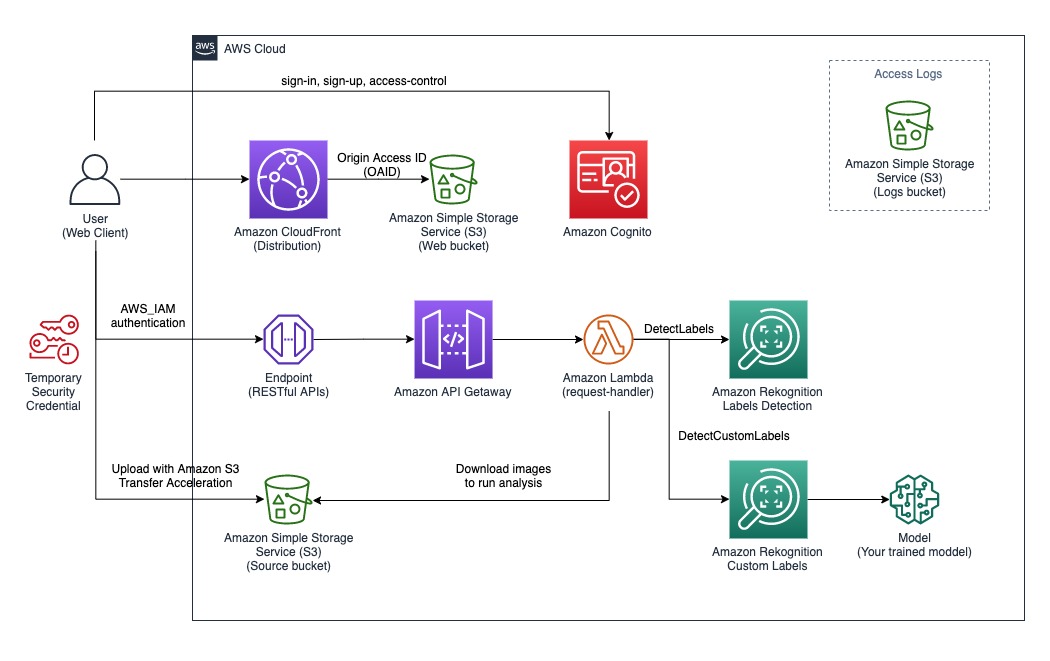 aws
AWS Cloud
sign-in, sign-up, access-control
Access Logs
Amazon Simple Storage
Service (S3)
(Logs bucket)
User
(Web Client)
Amazon CloudFront
(Distribution)
Origin Access ID
(OAID)
Amazon Simple Storage
Service (S3)
(Web bucket)
Amazon Cognito
AWS_IAM
authentication
Temporary
Security
Credential
Endpoint
(RESTful APIs)
</>
Amazon API Getaway
Amazon Lambda
(request-handler)
DetectLabels
Amazon Rekognition
Labels Detection
DetectCustomLabels
Upload with Amazon S3
Transfer Acceleration
Download images
to run analysis
Amazon Simple Storage
Service (S3)
(Source bucket)
Amazon Rekognition
Custom Labels
Model
(Your trained moddel)